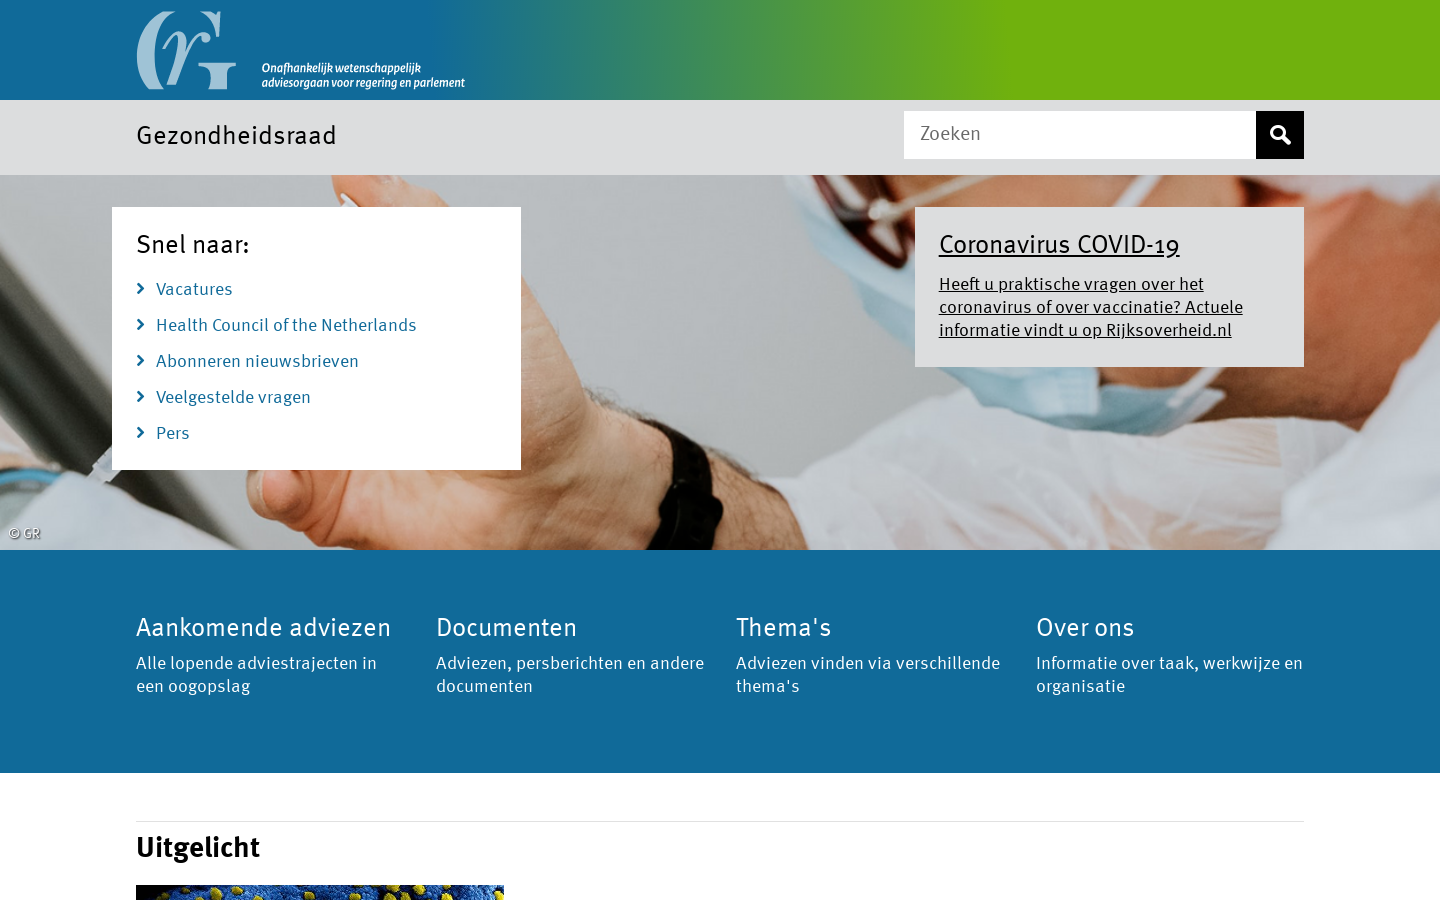 Onafhankelijk wetenschappelijk
adviesorgaan voor regering en parlement
Gezondheidsraad
Zoeken
Snel naar:
Vacatures
Health Council of the Netherlands
Abonneren nieuwsbrieven
Veelgestelde vragen
Pers
Coronavirus COVID-19
Heeft u praktische vragen over het
coronavirus of over vaccinatie? Actuele
informatie vindt u op Rijksoverheid.nl
© GR
Aankomende adviezen
Alle lopende adviestrajecten in
een oogopslag
Documenten
Adviezen, persberichten en andere
documenten
Thema's
Adviezen vinden via verschillende
thema's
Over ons
Informatie over taak, werkwijze en
organisatie
Uitgelicht